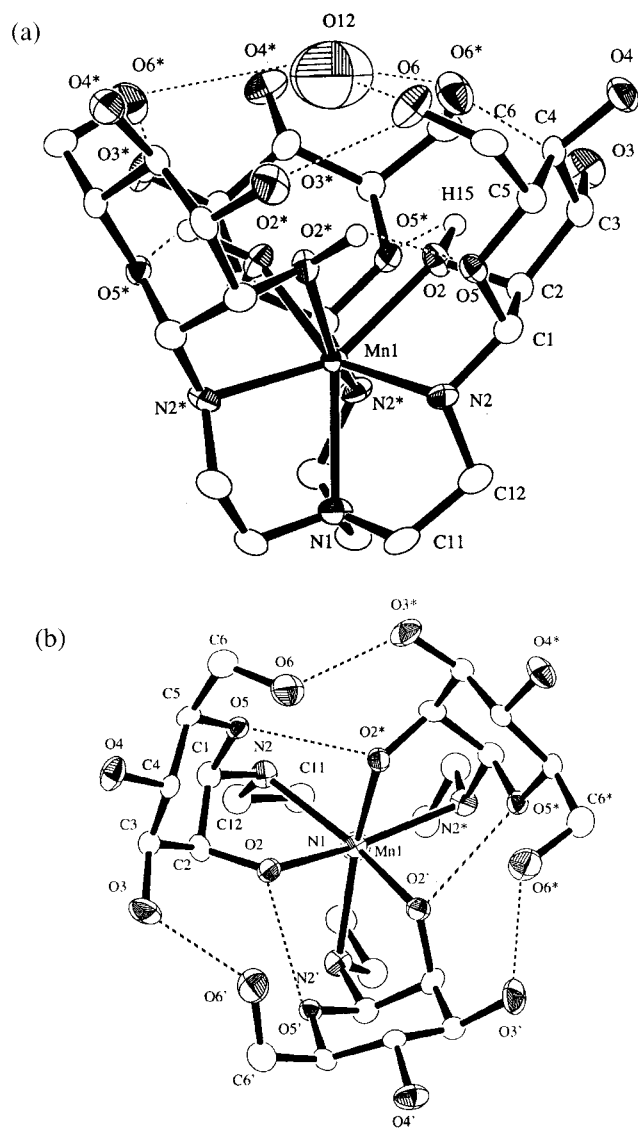 (a)
O12
O4*
O6
O6*
O4
O6*
O4*
C6
C4
O3
O3*
O3*
C5
H15
O2*
O2*
O5*
C3
O5*
O2
O5
C2
C1
Mn1
N2*
N2*
N2
C12
N1
C11
(b)
O3*
C6
O6
O4*
C5
O5
O2*
O4
C1
N2
C11
C4
C6*
C3
C12
N1
Mn1
N2*
O5*
C2
O2
O3
O2'
O6*
N2'
O6'
O5'
O3'
C6'
O4'